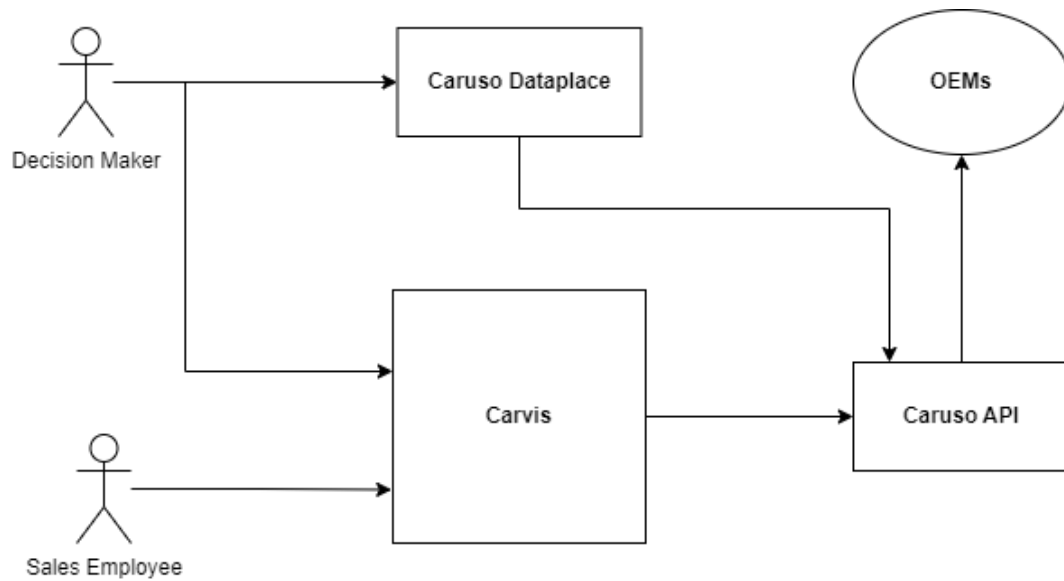 Caruso Dataplace
OEMs
Decision Maker
Carvis
Caruso API
Sales Employee